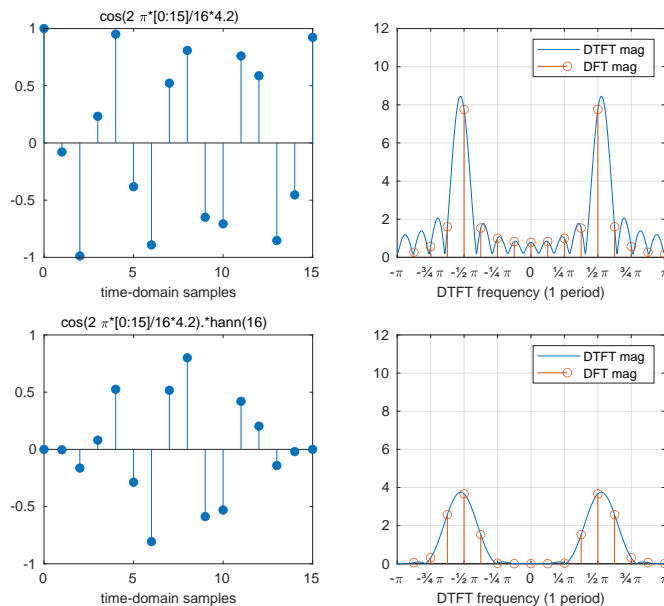 cos(2 π*[0:15]/16*4.2)
1
0.5
0
-0.5
-1
0
5
10
15
time-domain samples
DTFT mag
DFT mag
12
10
8
6
4
2
0
-π
-¾ π
-½ π
-¼ π
0
¼ π
½ π
¾ π
π
DTFT frequency (1 period)
cos(2 π*[0:15]/16*4.2).*hann(16)
1
0.5
0
-0.5
-1
0
5
10
15
time-domain samples
DTFT mag
DFT mag
12
10
8
6
4
2
0
-π
-¾ π
-½ π
-¼ π
0
¼ π
½ π
¾ π
π
DTFT frequency (1 period)